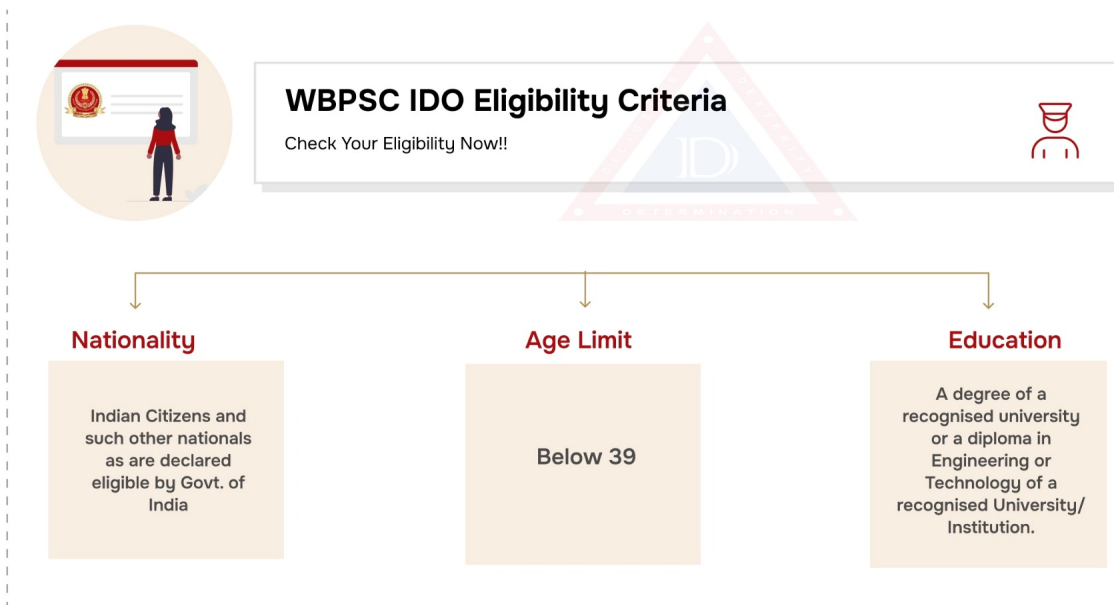 WBPSC IDO Eligibility Criteria
Check Your Eligibility Now!!
DETERMINATION
Nationality
Indian Citizens and
such other nationals
as are declared
eligible by Govt. of
India
Age Limit
Below 39
Education
A degree of a
recognised university
or a diploma in
Engineering or
Technology of a
recognised University/
Institution.